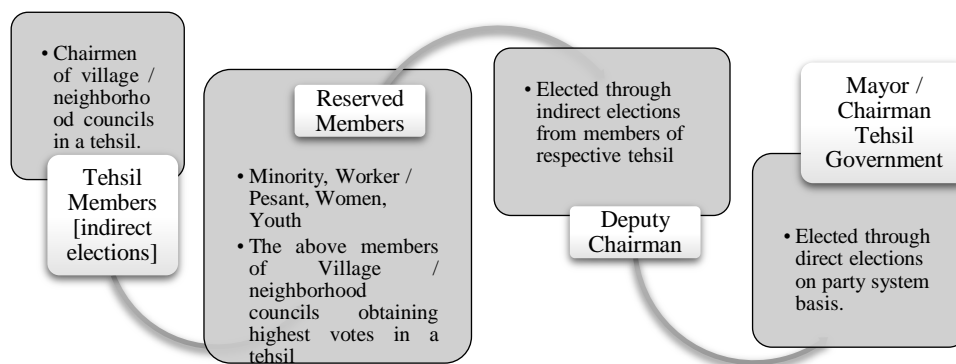 • Chairmen
of village /
neighborho
od councils
in a tehsil.
Tehsil
Members
[indirect
elections]
Reserved
Members
• Minority, Worker /
Pesant, Women,
Youth
• The above members
of Village /
neighborhood
councils obtaining
highest votes in a
tehsil
• Elected through
indirect elections
from members of
respective tehsil
Deputy
Chairman
Mayor /
Chairman
Tehsil
Government
• Elected through
direct elections
on party system
basis.